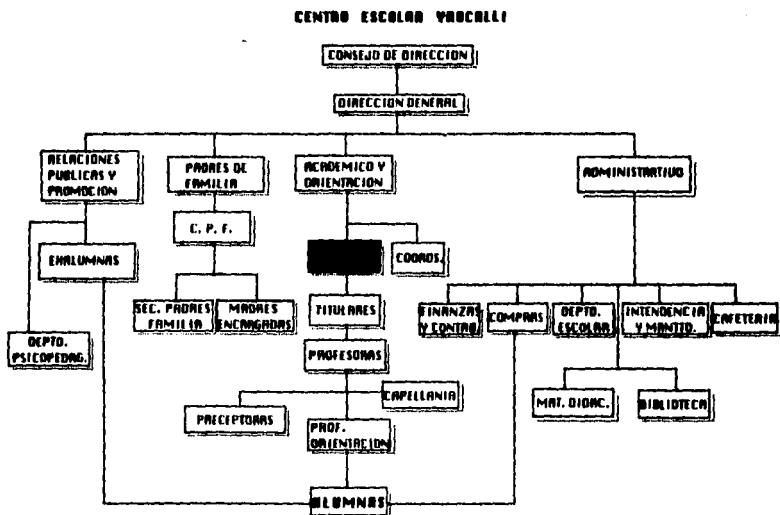 CENTRO ESCOLAR YAOCALLI
CONSEJO DE DIRECCION
DIRECCION GENERAL
RELACIONES
PUBLICAS Y
PROMOCION
PADRES DE
FAMILIA
ACADEMICO Y
ORIENTACION
ADMINISTRATIVO
C. P. F.
EXALUMNAS
COORDS.
SEC. PADRES
FAMILIA
MADRES
ENCARGADAS
TITULARES
FINANZAS
Y CONTAD
COMPRAS
DEPTO.
ESCOLAR
INTENDENCIA
Y MANTTO.
CAFETERIA
DEPTO.
PSICOPEDAG.
PROFESORAS
CAPELLANIA
MAT. DIDAC.
BIBLIOTECA
PRECEPTORAS
PROF.
ORIENTACION
ALUMNAS